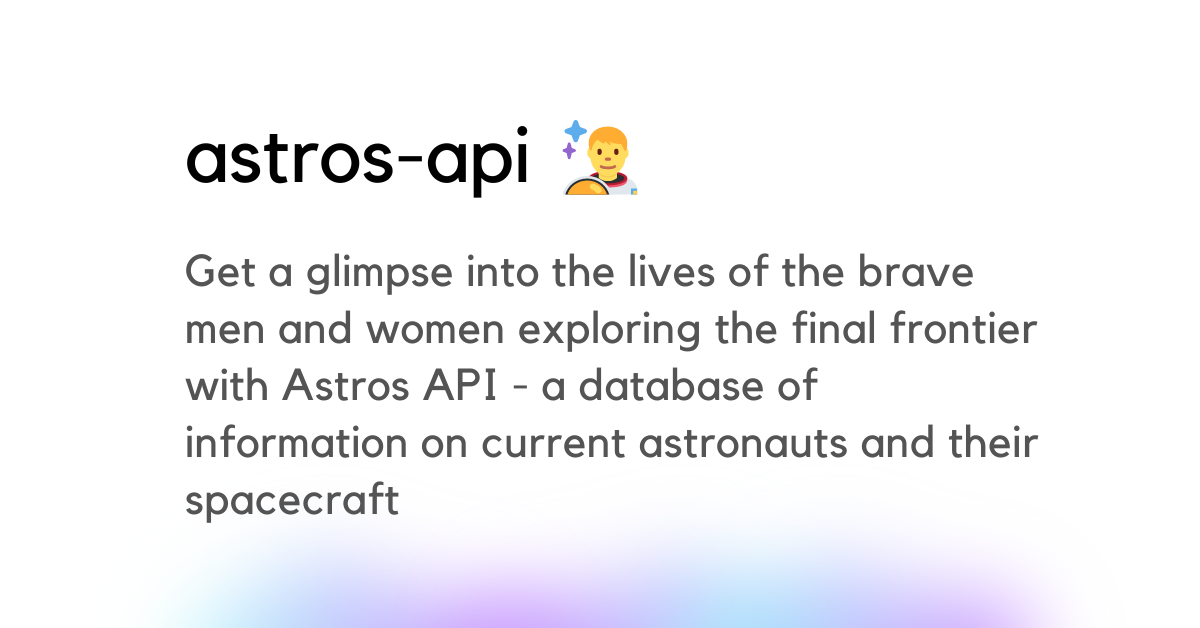 astros-api
Get a glimpse into the lives of the brave
men and women exploring the final frontier
with Astros API - a database of
information on current astronauts and their
spacecraft